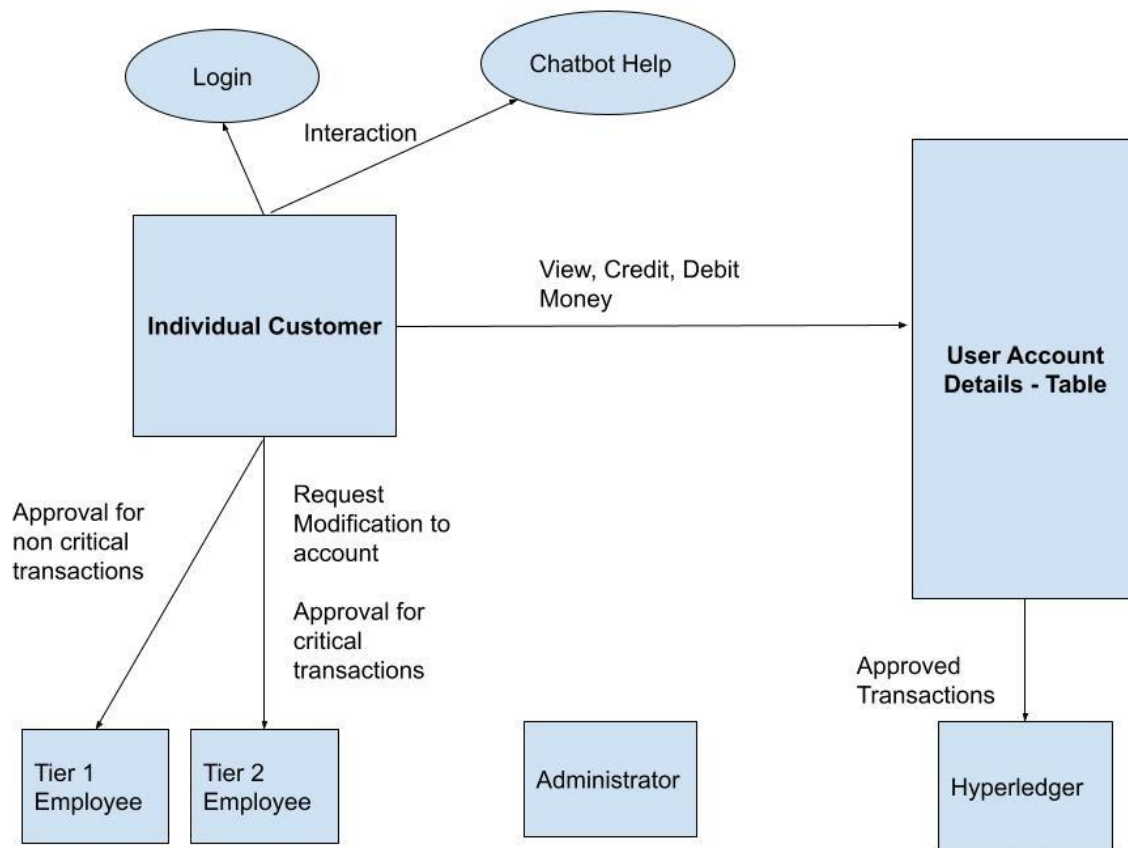 Login
Chatbot Help
Interaction
Individual Customer
View, Credit, Debit
Money
User Account
Details - Table
Approval for
non critical
transactions
Request
Modification to
account
Approval for
critical
transactions
Approved
Transactions
Tier 1
Employee
Tier 2
Employee
Administrator
Hyperledger